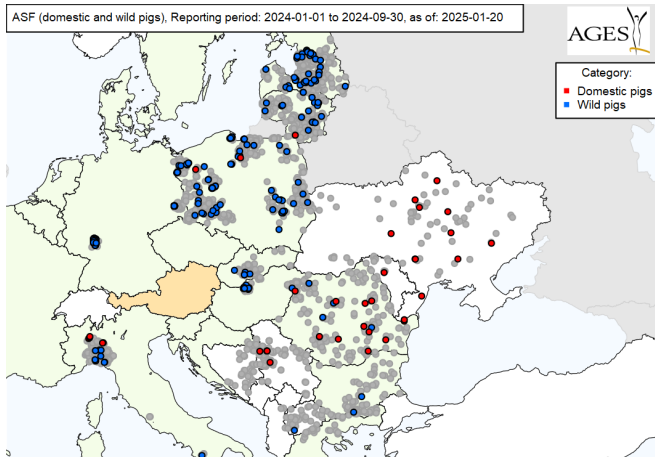 ASF (domestic and wild pigs), Reporting period: 2024-01-01 to 2024-09-30, as of: 2025-01-20
AGES
Category:
Domestic pigs
Wild pigs